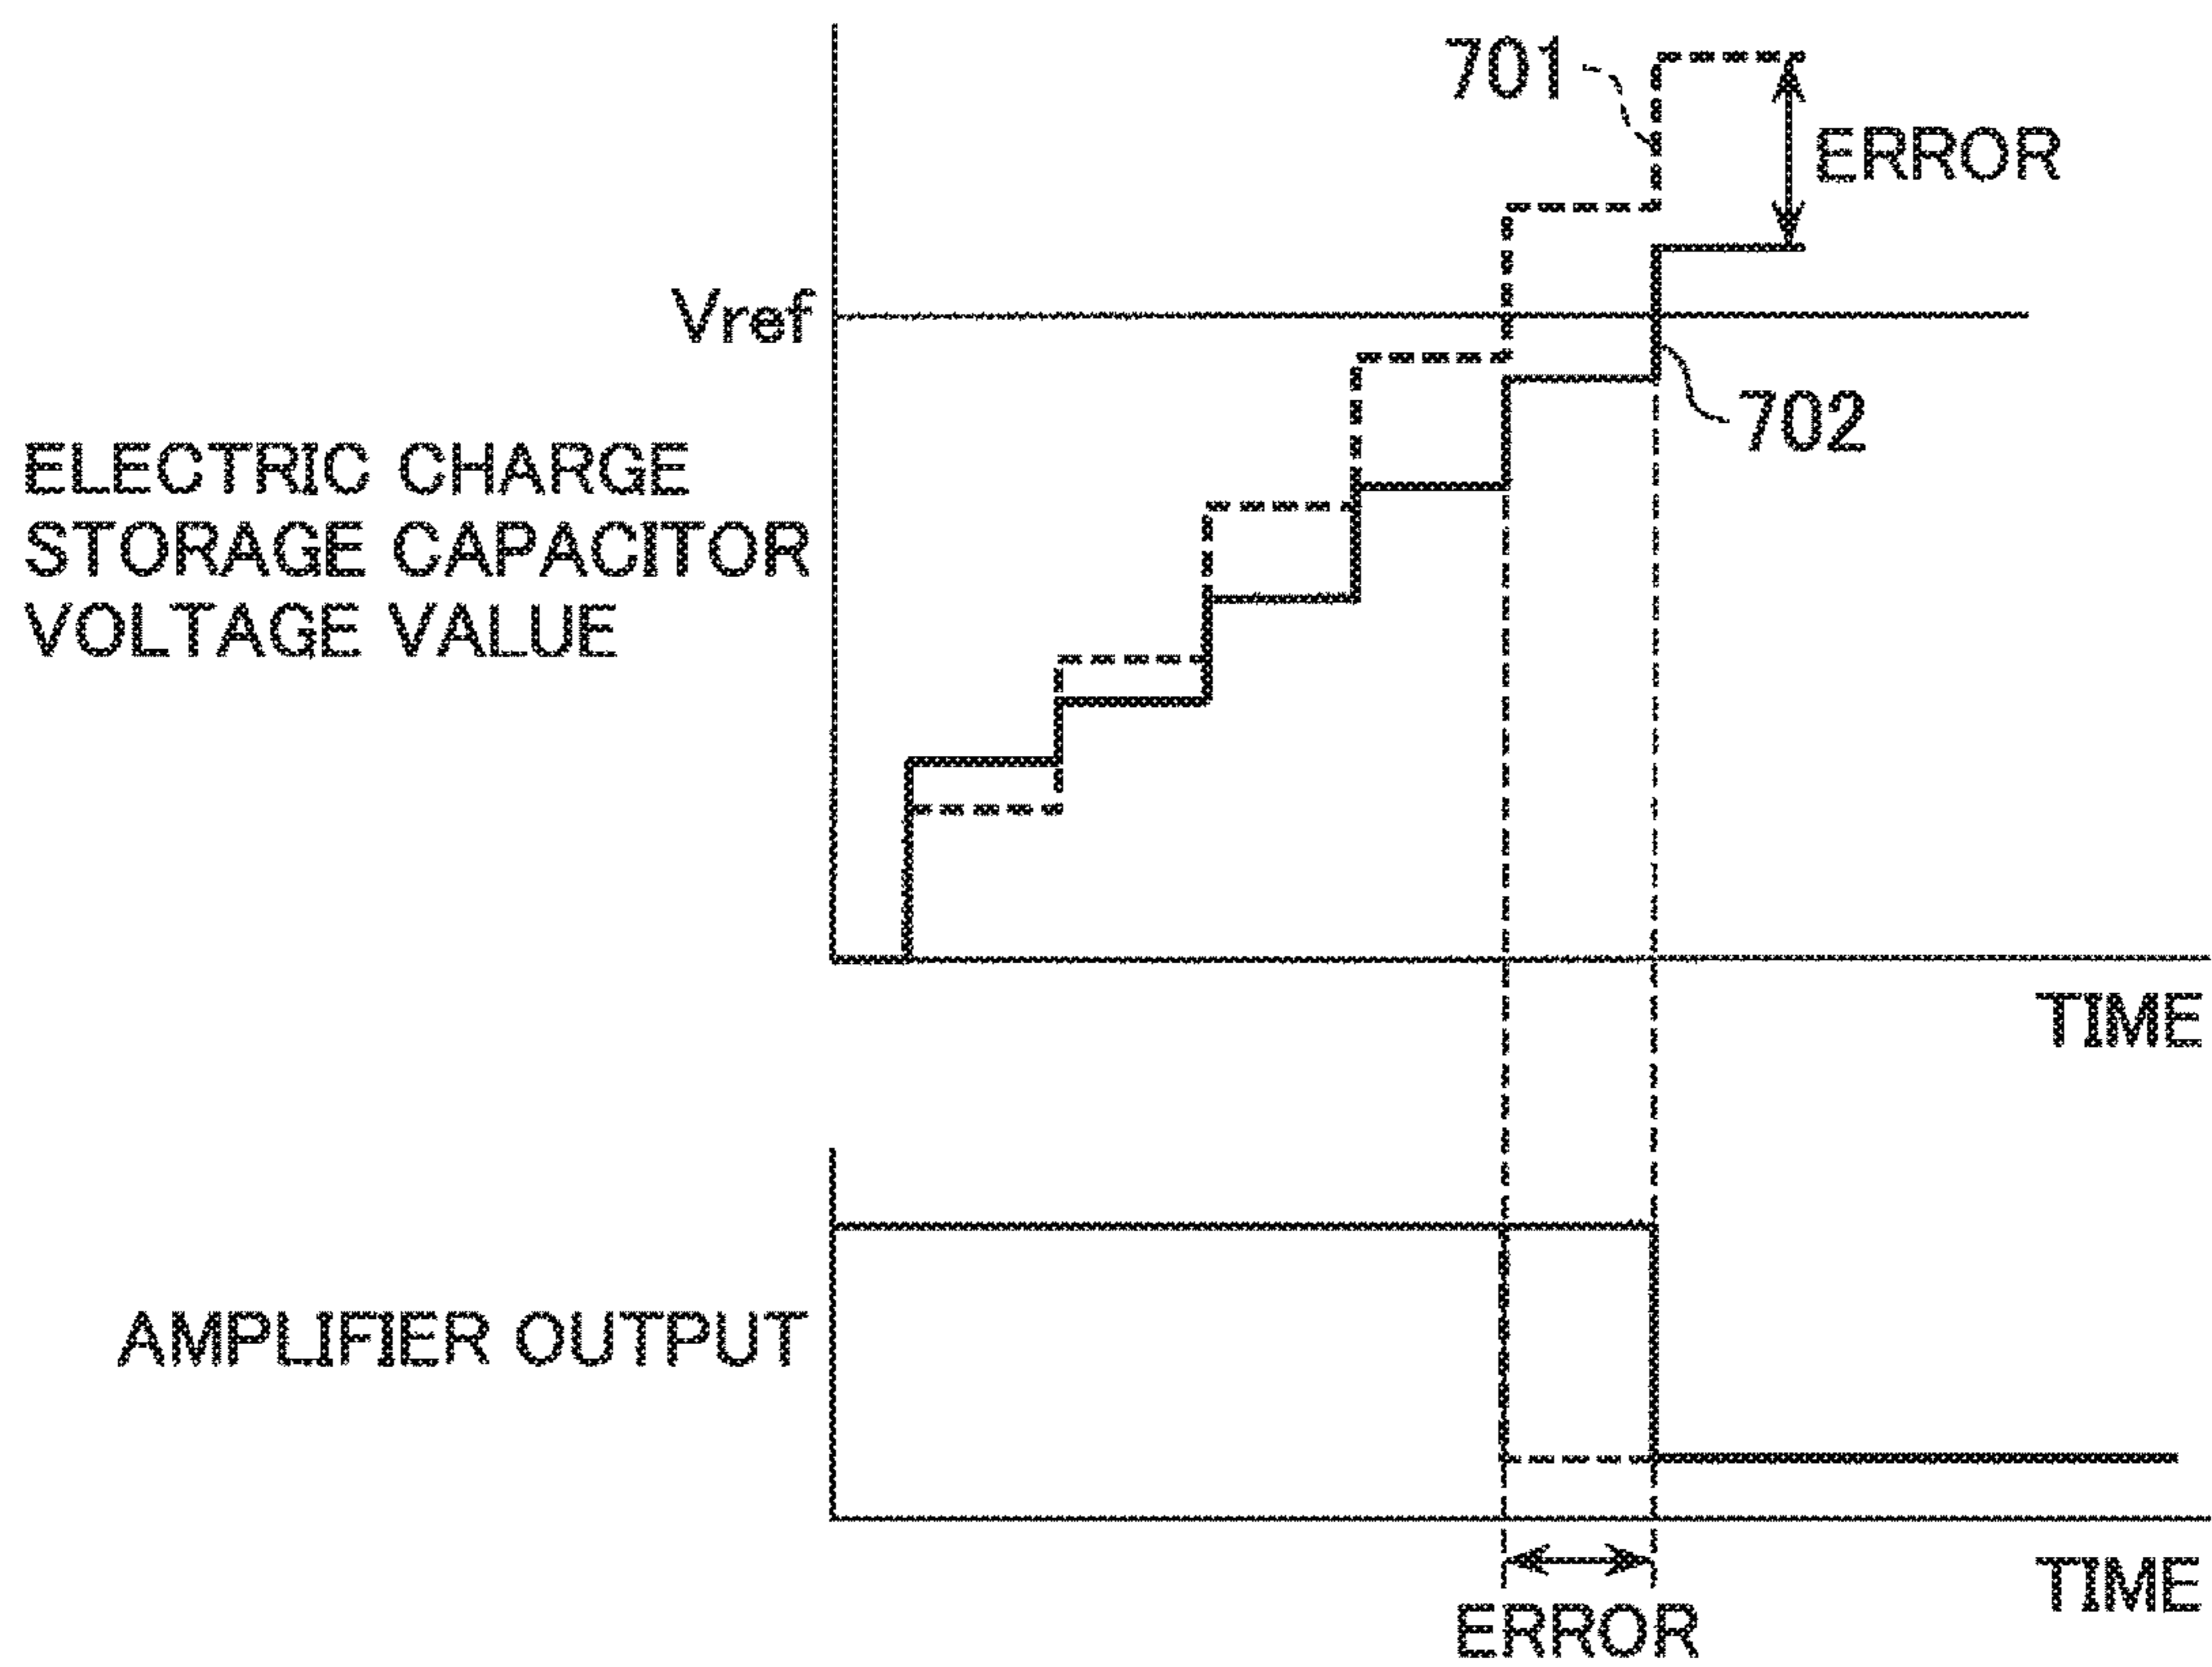 701
ERROR
Vref
702
ELECTRIC CHARGE
STORAGE CAPACITOR
VOLTAGE VALUE
TIME
AMPLIFIER OUTPUT
TIME
ERROR